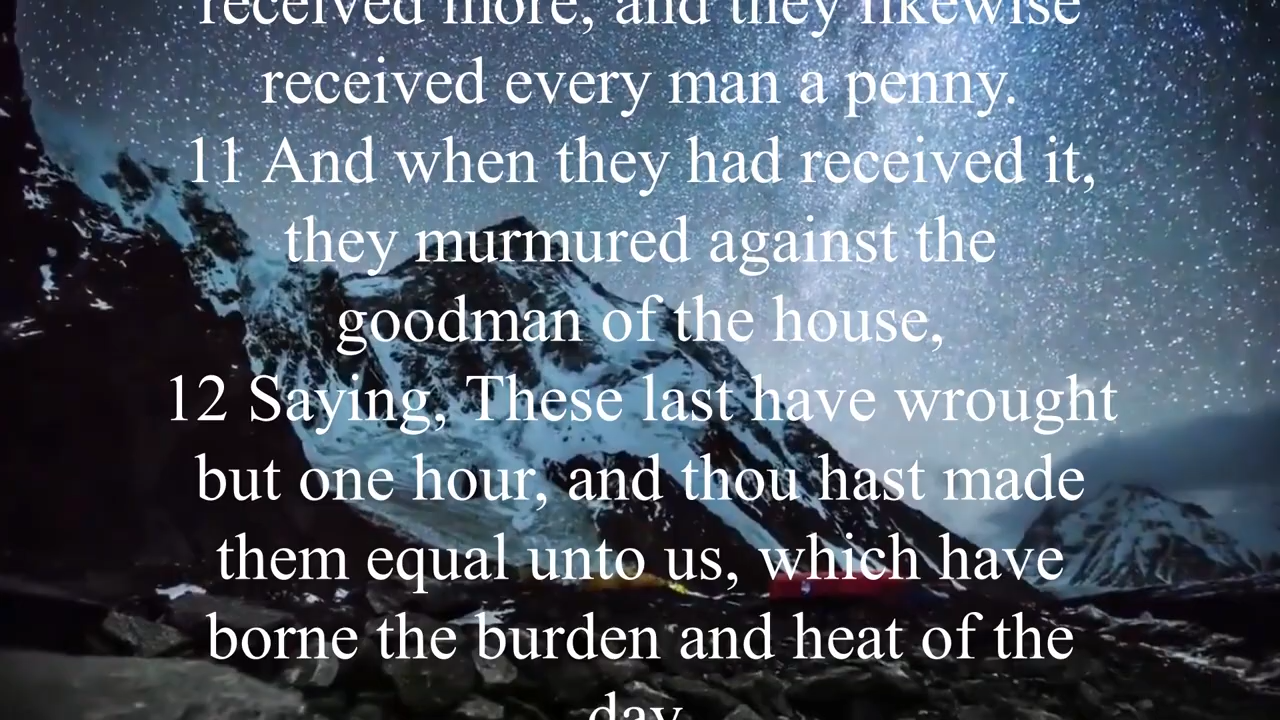 received more, and they likewise
received every man a penny.
11 And when they had received it,
they murmured against the
goodman of the house,
12 Saying, These last have wrought
but one hour, and thou hast made
them equal unto us, which have
borne the burden and heat of the
day.